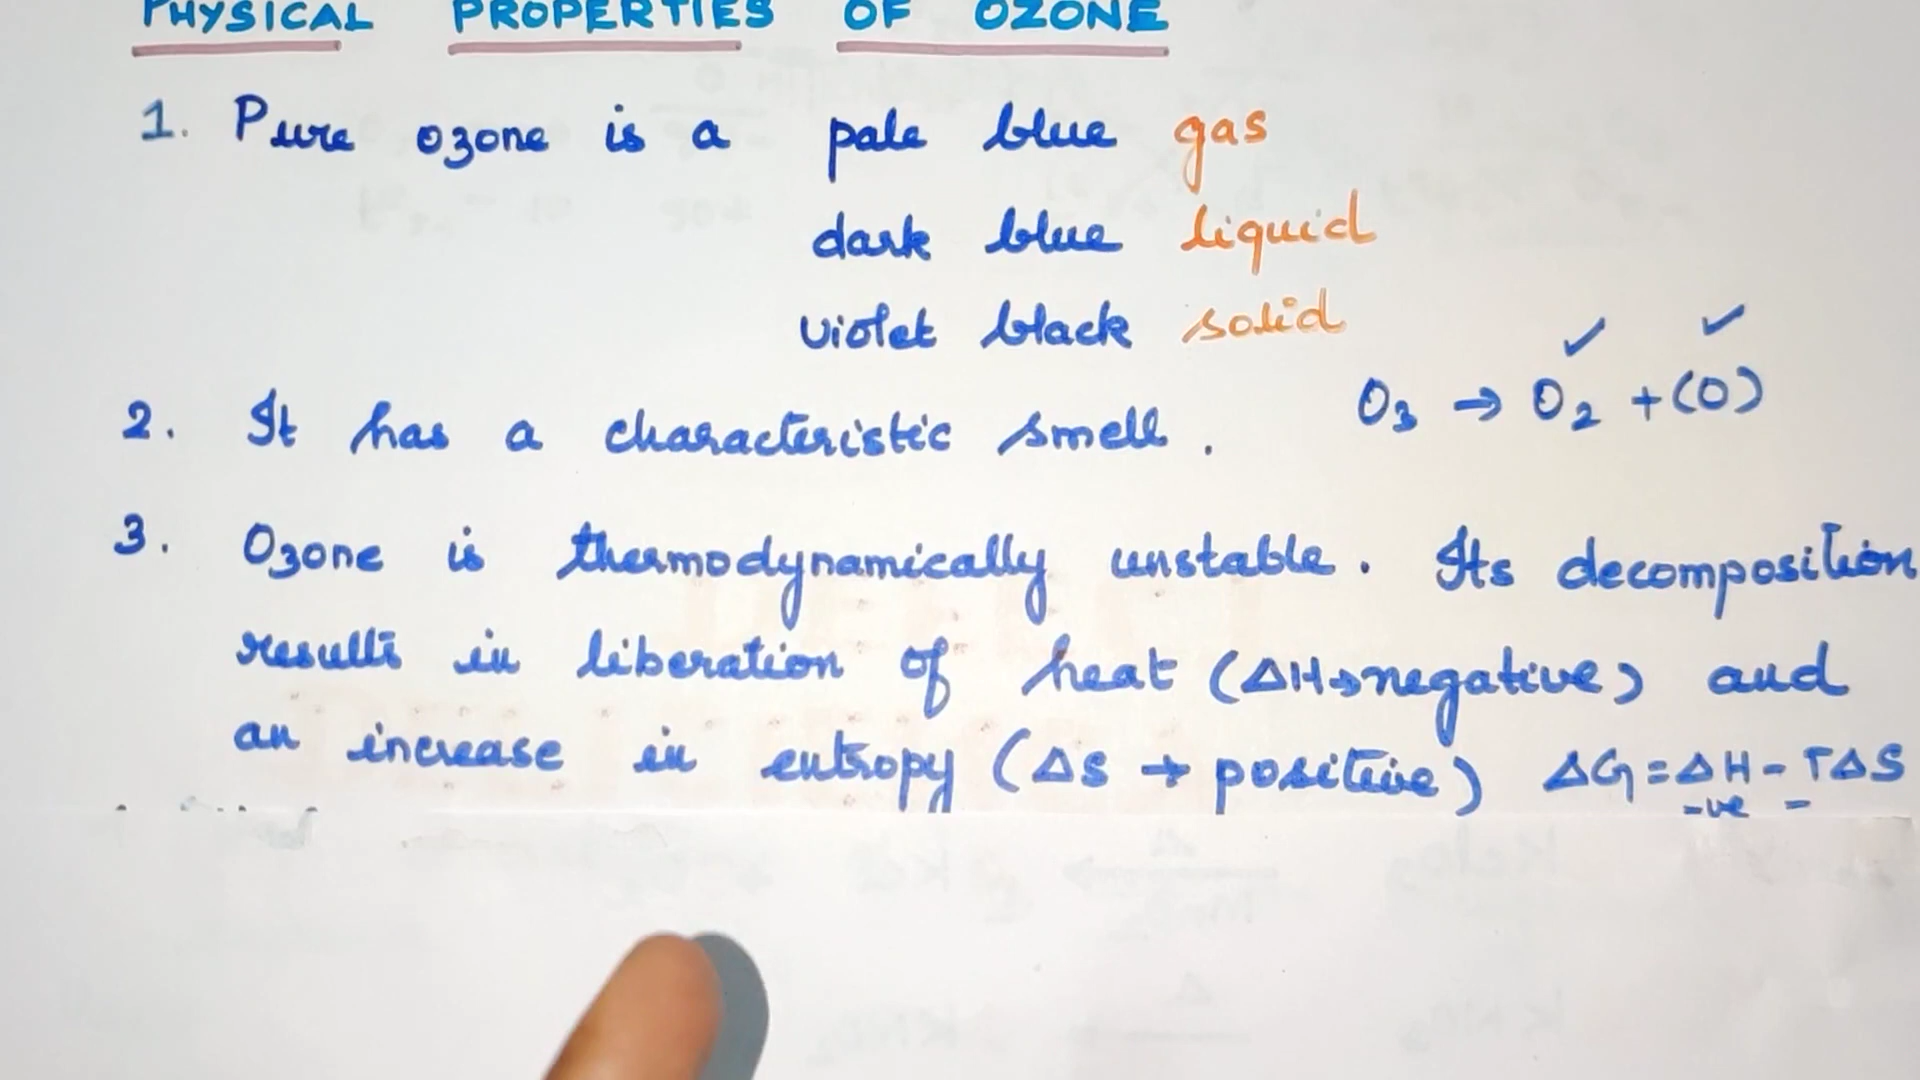 PHYSICAL PROPERTIES OF OZONE
1. Pure ozone is a pale blue gas
dark blue liquid
violet black solid
2. It has a characteristic smell.
O₃ → O₂ + (O)
3. Ozone is thermodynamically unstable. Its decomposition
results in liberation of heat (ΔH→negative) and
an increase in entropy (ΔS → positive) ΔG = ΔH - TΔS
-ve -